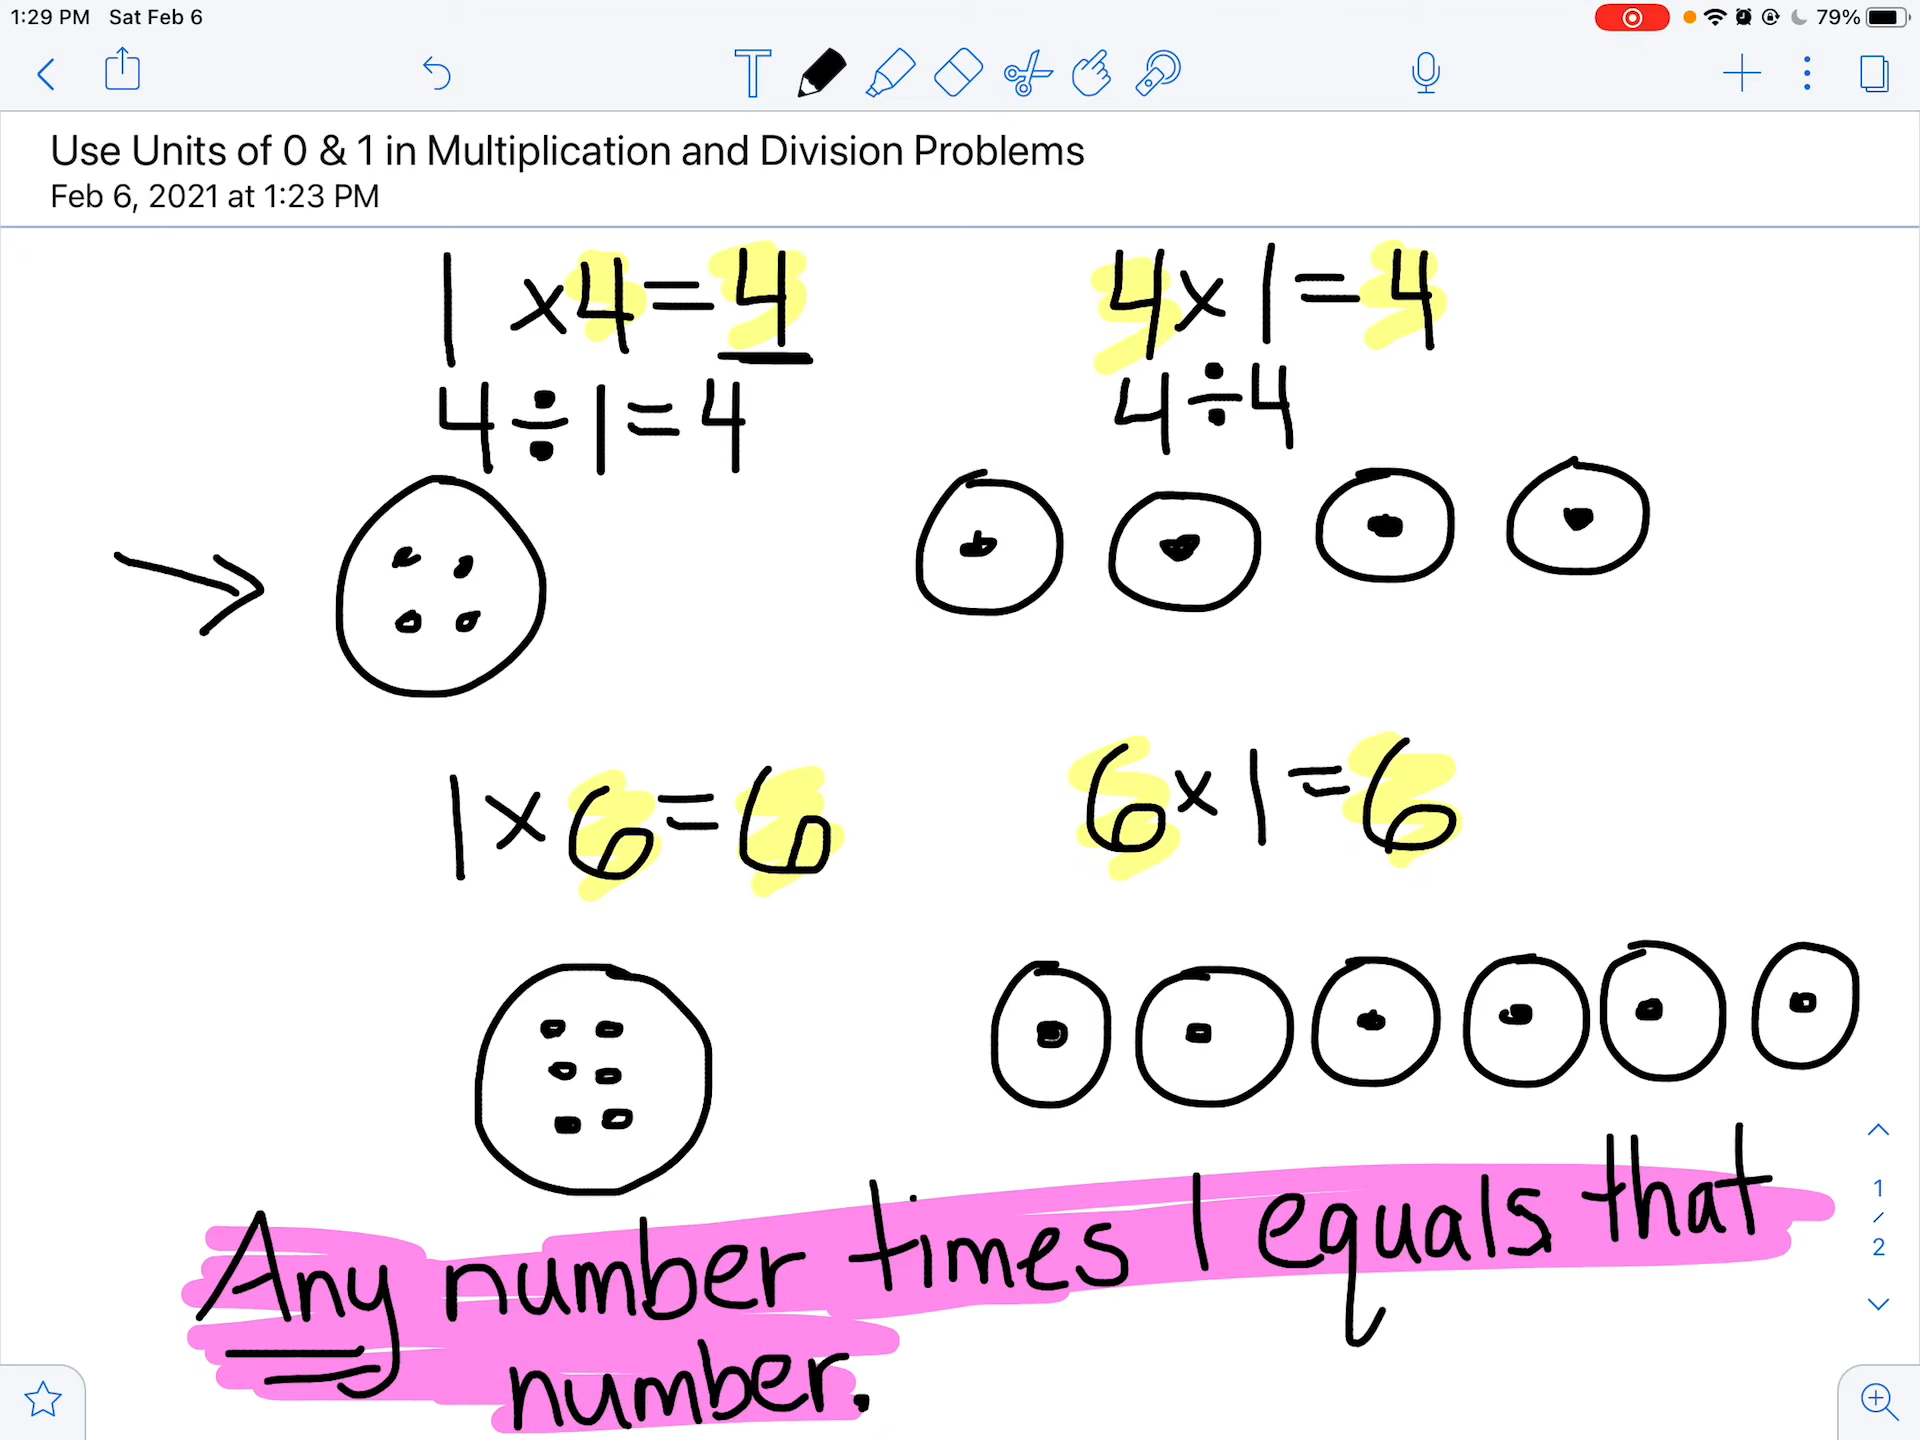 1:29 PM Sat Feb 6 79%
T
Use Units of 0 & 1 in Multiplication and Division Problems
Feb 6, 2021 at 1:23 PM
1 × 4 = 4 4 × 1 = 4
4 ÷ 1 = 4 4 ÷ 4
1 × 6 = 6 6 × 1 = 6
Any number times 1 equals that
number.
1
/
2